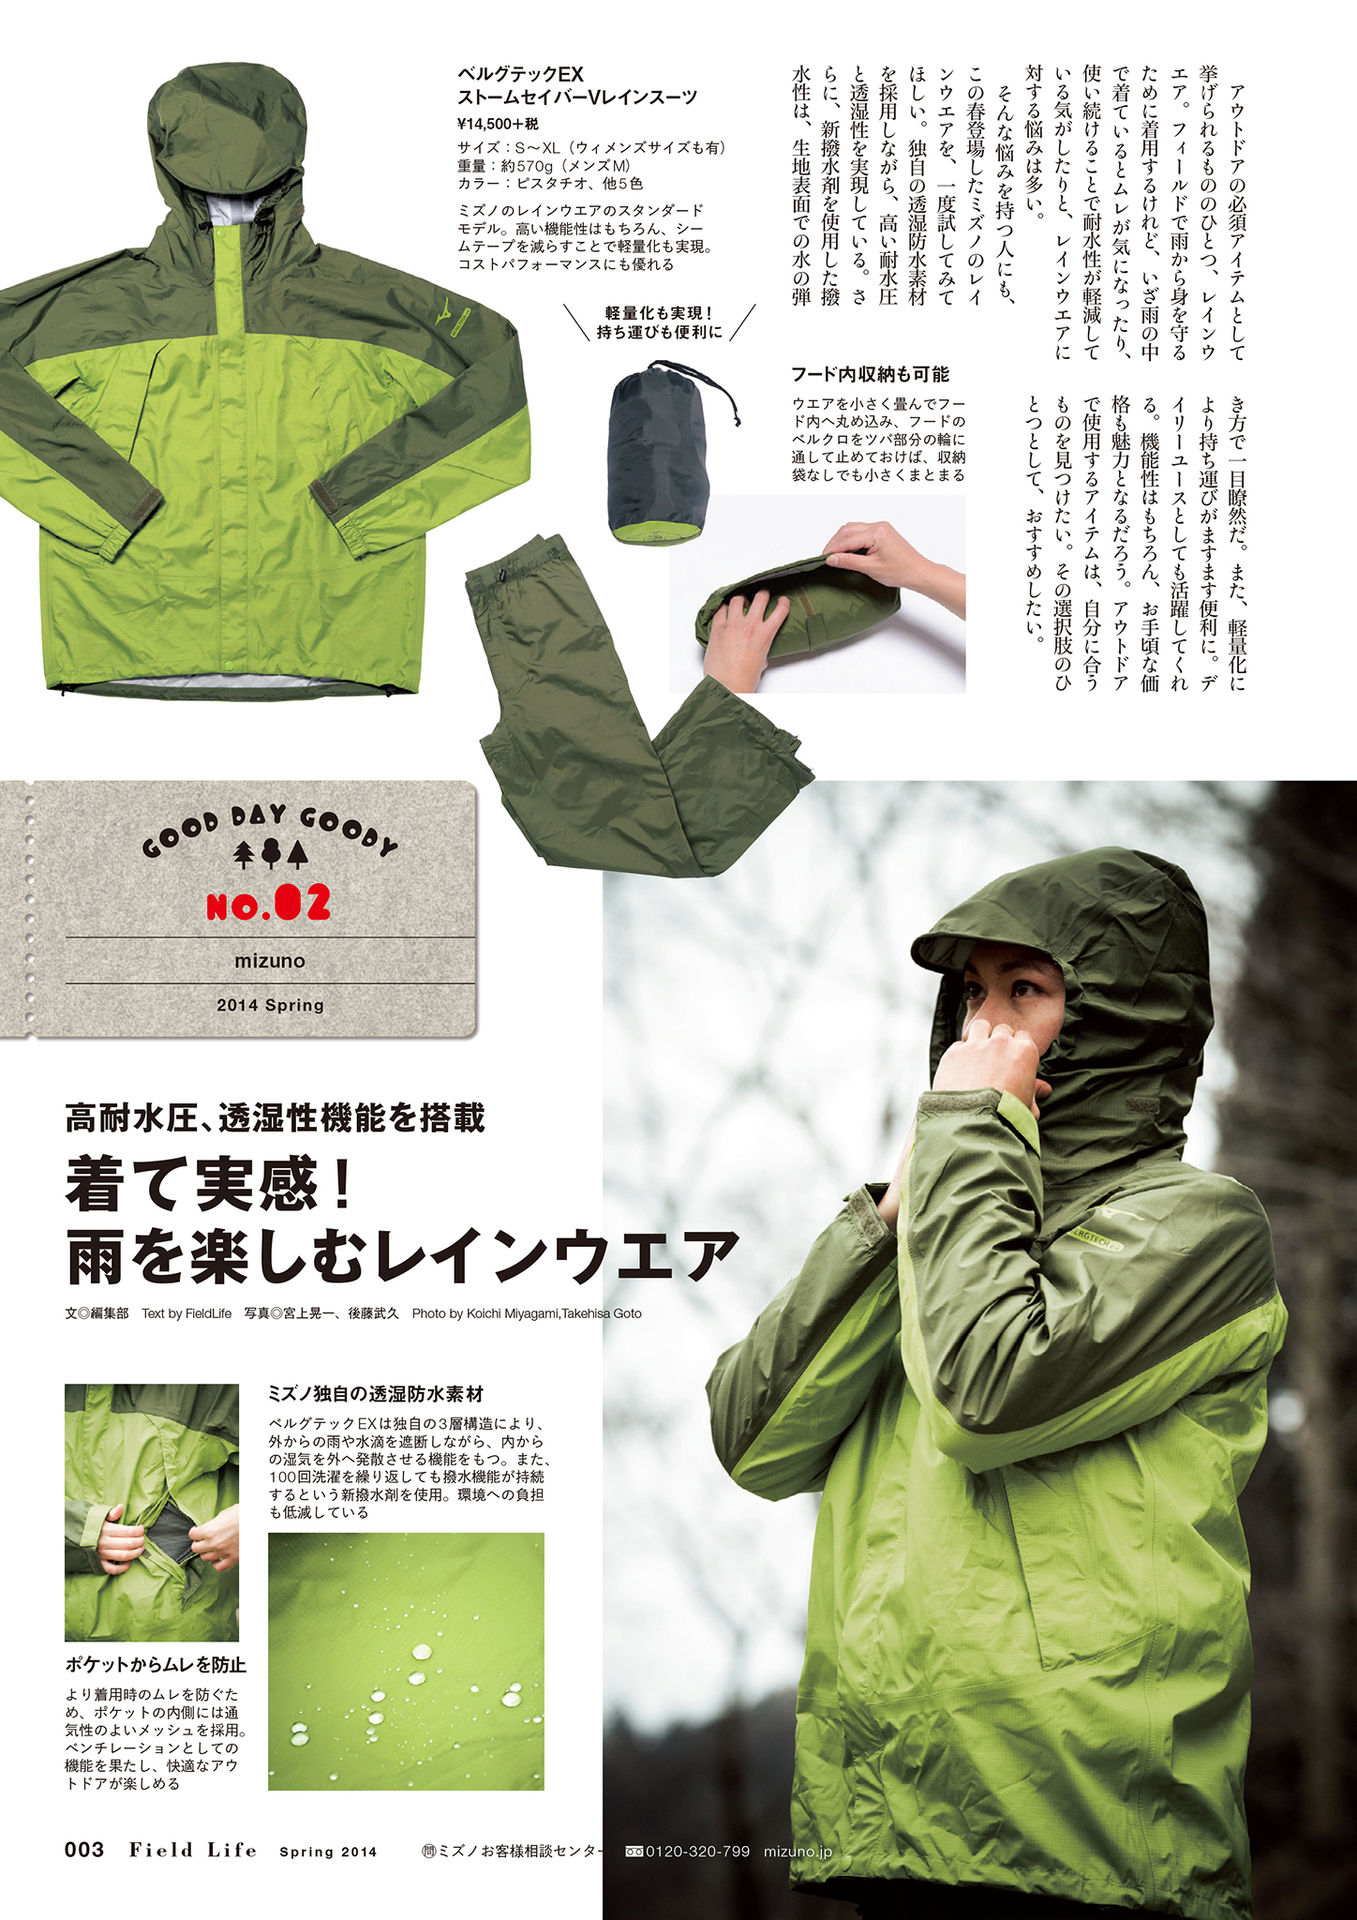 ベルグテックEX
ストームセイバーVレインスーツ
¥14,500+税
サイズ：S～XL（ウィメンズサイズも有）
重量：約570g（メンズM）
カラー：ピスタチオ、他5色
ミズノのレインウエアのスタンダード
モデル。高い機能性はもちろん、シー
ムテープを減らすことで軽量化も実現。
コストパフォーマンスにも優れる
軽量化も実現！
持ち運びも便利に
アウトドアの必須アイテムとして
挙げられるもののひとつ、レインウ
エア。フィールドで雨から身を守る
ために着用するけれど、いざ雨の中
で着ているとムレが気になったり、
使い続けることで耐水性が軽減して
いる気がしたりと、レインウエアに
対する悩みは多い。
そんな悩みを持つ人にも、
この春登場したミズノのレイ
ンウエアを、一度試してみて
ほしい。独自の透湿防水素材
を採用しながら、高い耐水圧
と透湿性を実現している。さ
らに、新撥水剤を使用した撥
水性は、生地表面での水の弾
き方で一目瞭然だ。また、軽量化に
より持ち運びがますます便利に。デ
イリーユースとしても活躍してくれ
る。機能性はもちろん、お手頃な価
格も魅力となるだろう。アウトドア
で使用するアイテムは、自分に合う
ものを見つけたい。その選択肢のひ
とつとして、おすすめしたい。
フード内収納も可能
ウエアを小さく畳んでフー
ド内へ丸め込み、フードの
ベルクロをツバ部分の輪に
通して止めておけば、収納
袋なしでも小さくまとまる
GOOD DAY GOODY
NO.02
mizuno
2014 Spring
高耐水圧、透湿性機能を搭載
着て実感！
雨を楽しむレインウエア
文◎編集部 Text by FieldLife 写真◎宮上晃一、後藤武久 Photo by Koichi Miyagami,Takehisa Goto
ミズノ独自の透湿防水素材
ベルグテックEXは独自の3層構造により、
外からの雨や水滴を遮断しながら、内から
の湿気を外へ発散させる機能をもつ。また、
100回洗濯を繰り返しても撥水機能が持続
するという新撥水剤を使用。環境への負担
も低減している
ポケットからムレを防止
より着用時のムレを防ぐた
め、ポケットの内側には通
気性のよいメッシュを採用。
ベンチレーションとしての
機能を果たし、快適なアウ
トドアが楽しめる
003 Field Life Spring 2014 ㉄ミズノお客様相談センター 0120-320-799 mizuno.jp